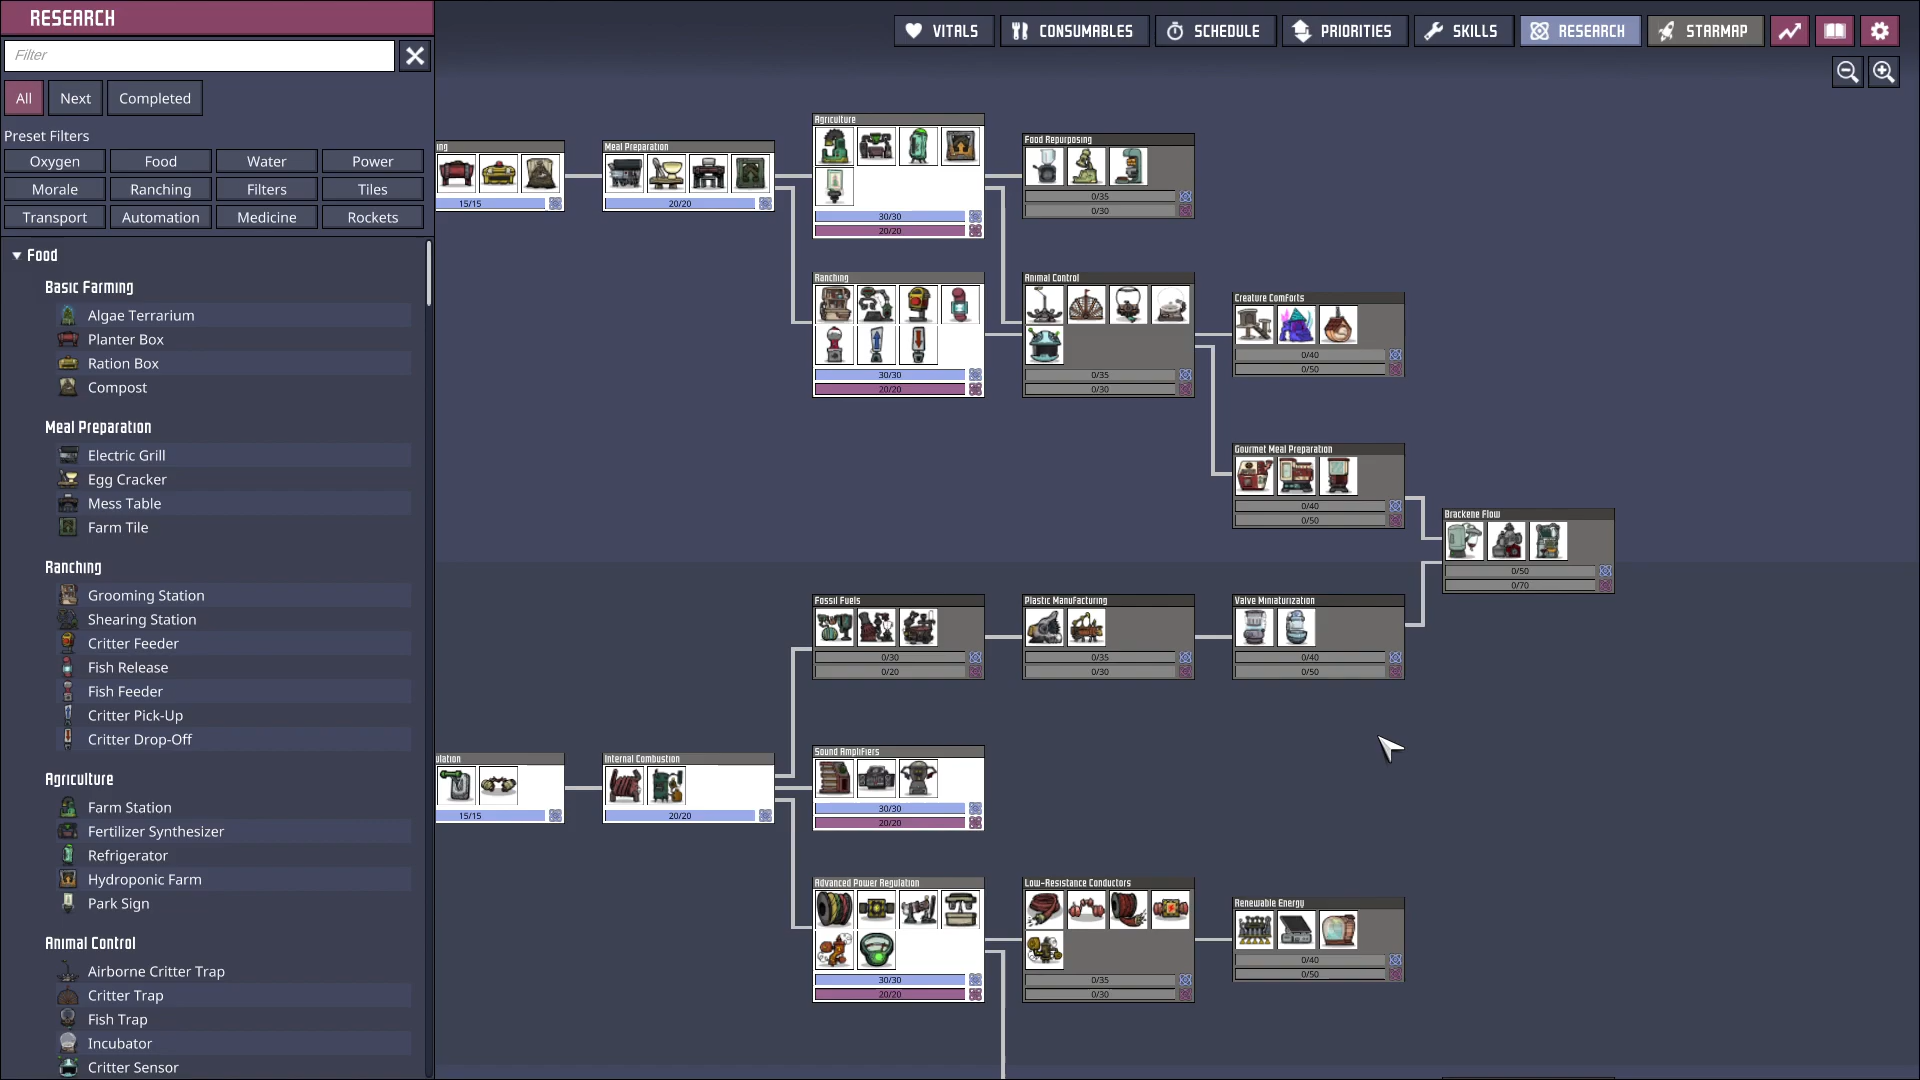 RESEARCH
Filter
All Next Completed
Preset Filters
Oxygen Food Water Power
Morale Ranching Filters Tiles
Transport Automation Medicine Rockets
Food
Basic Farming
Algae Terrarium
Planter Box
Ration Box
Compost
Meal Preparation
Electric Grill
Egg Cracker
Mess Table
Farm Tile
Ranching
Grooming Station
Shearing Station
Critter Feeder
Fish Release
Fish Feeder
Critter Pick-Up
Critter Drop-Off
Agriculture
Farm Station
Fertilizer Synthesizer
Refrigerator
Hydroponic Farm
Park Sign
Animal Control
Airborne Critter Trap
Critter Trap
Fish Trap
Incubator
Critter Sensor
VITALS CONSUMABLES SCHEDULE PRIORITIES SKILLS RESEARCH STARMAP
ing
15/15
Meal Preparation
20/20
Agriculture
30/30
20/20
Food Repurposing
0/35
0/30
Ranching
30/30
20/20
Animal Control
0/35
0/30
Creature Comforts
0/40
0/50
Gourmet Meal Preparation
0/40
0/50
Brackene Flow
0/50
0/70
Fossil Fuels
0/30
0/20
Plastic Manufacturing
0/35
0/30
Valve Miniaturization
0/40
0/50
ulation
15/15
Internal Combustion
20/20
Sound Amplifiers
30/30
20/20
Advanced Power Regulation
30/30
20/20
Low-Resistance Conductors
0/35
0/30
Renewable Energy
0/40
0/50